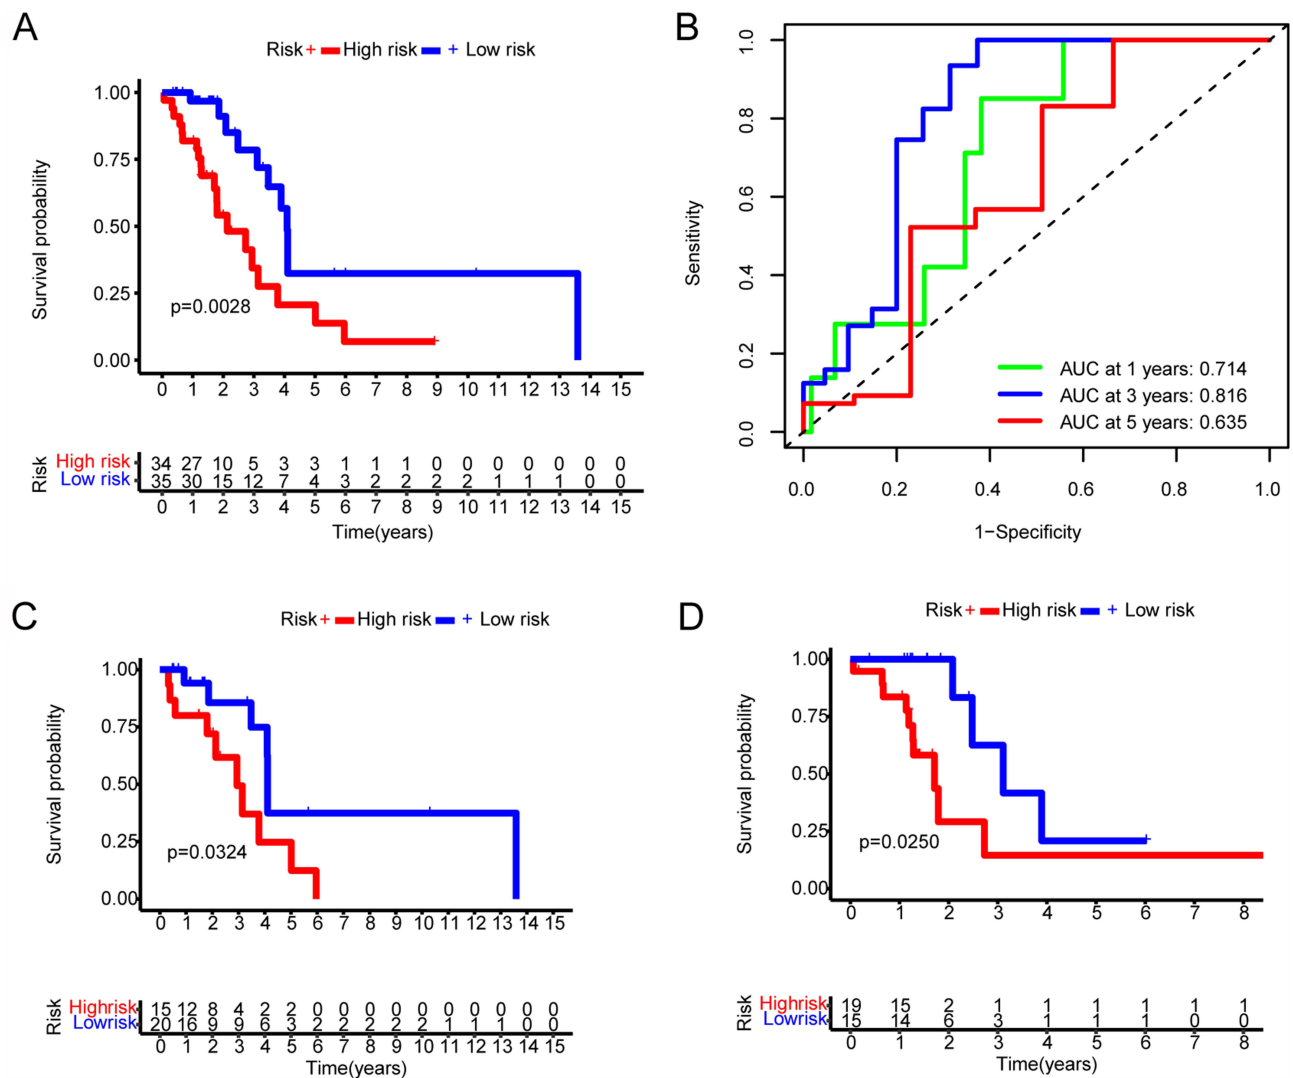 A
Risk + High risk + Low risk
Survival probability
1.00
0.75
0.50
0.25
0.00
p=0.0028
0 1 2 3 4 5 6 7 8 9 10 11 12 13 14 15
Risk
High risk 34 27 10 5 3 3 1 1 1 0 0 0 0 0 0 0
Low risk 35 30 15 12 7 4 3 2 2 2 2 1 1 1 0 0
0 1 2 3 4 5 6 7 8 9 10 11 12 13 14 15
Time(years)
B
Sensitivity
1.0
0.8
0.6
0.4
0.2
0.0
AUC at 1 years: 0.714
AUC at 3 years: 0.816
AUC at 5 years: 0.635
0.0 0.2 0.4 0.6 0.8 1.0
1−Specificity
C
Risk + High risk + Low risk
Survival probability
1.00
0.75
0.50
0.25
0.00
p=0.0324
0 1 2 3 4 5 6 7 8 9 10 11 12 13 14 15
Risk
Highrisk 15 12 8 4 2 2 0 0 0 0 0 0 0 0 0 0
Lowrisk 20 16 9 9 6 3 2 2 2 2 2 1 1 1 0 0
0 1 2 3 4 5 6 7 8 9 10 11 12 13 14 15
Time(years)
D
Risk + High risk + Low risk
Survival probability
1.00
0.75
0.50
0.25
0.00
p=0.0250
0 1 2 3 4 5 6 7 8
Risk
Highrisk 19 15 2 1 1 1 1 1 1
Lowrisk 15 14 6 3 1 1 1 0 0
0 1 2 3 4 5 6 7 8
Time(years)